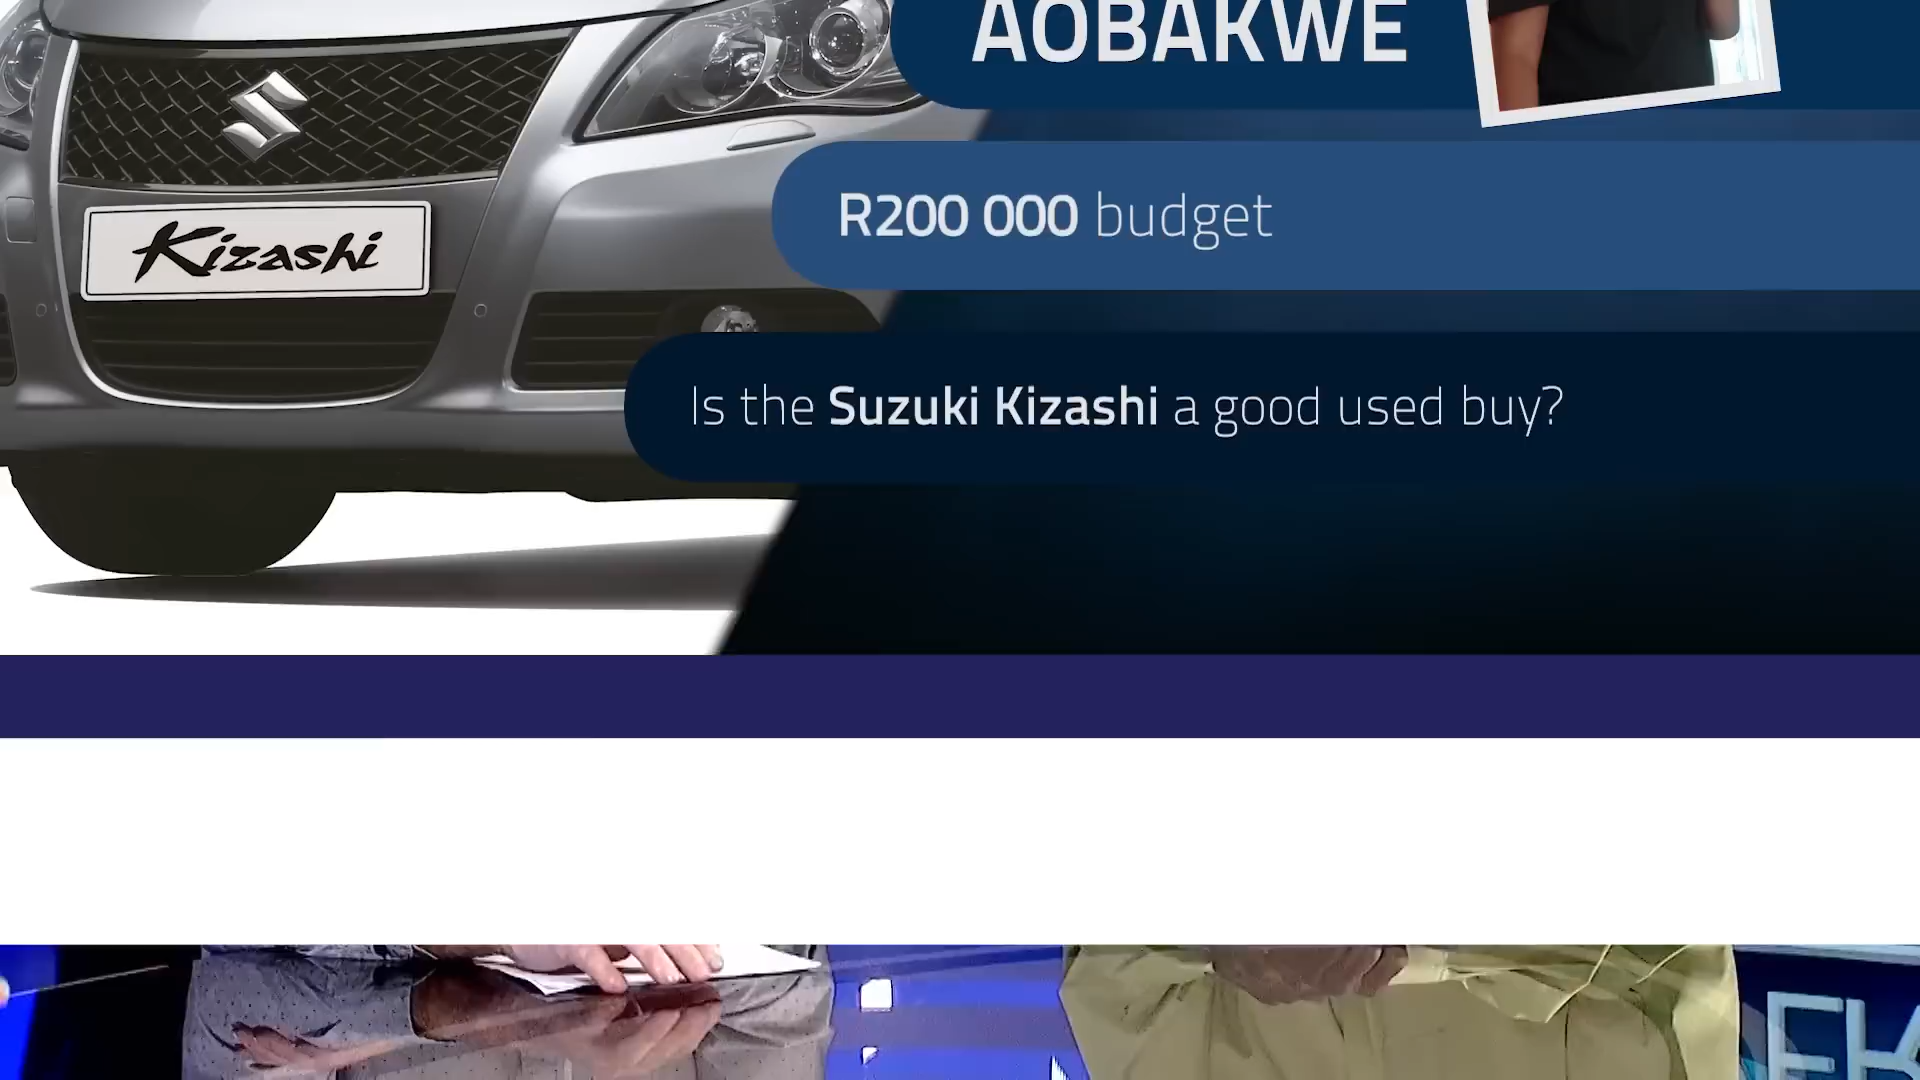 AOBAKWE
R200 000 budget
Kizashi
Is the Suzuki Kizashi a good used buy?